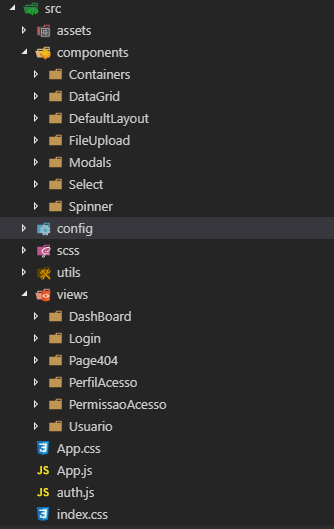 src
assets
components
Containers
DataGrid
DefaultLayout
FileUpload
Modals
Select
Spinner
config
scss
utils
views
DashBoard
Login
Page404
PerfilAcesso
PermissaoAcesso
Usuario
App.css
JS App.js
JS auth.js
index.css